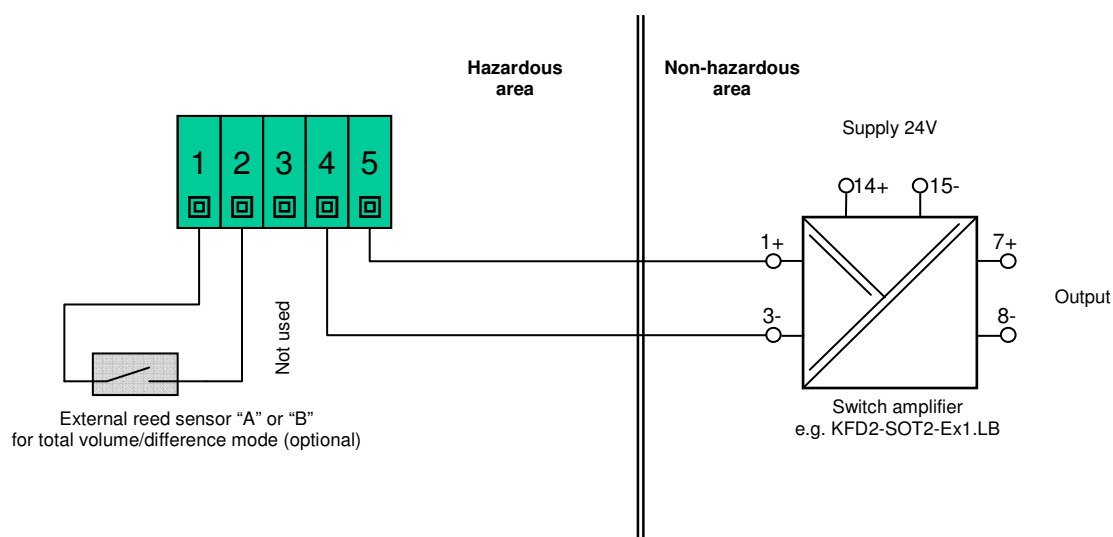 Hazardous
area
Non-hazardous
area
Supply 24V
1 2 3 4 5
14+ 15-
1+ 7+
Output
3- 8-
Not used
External reed sensor “A” or “B”
for total volume/difference mode (optional)
Switch amplifier
e.g. KFD2-SOT2-Ex1.LB